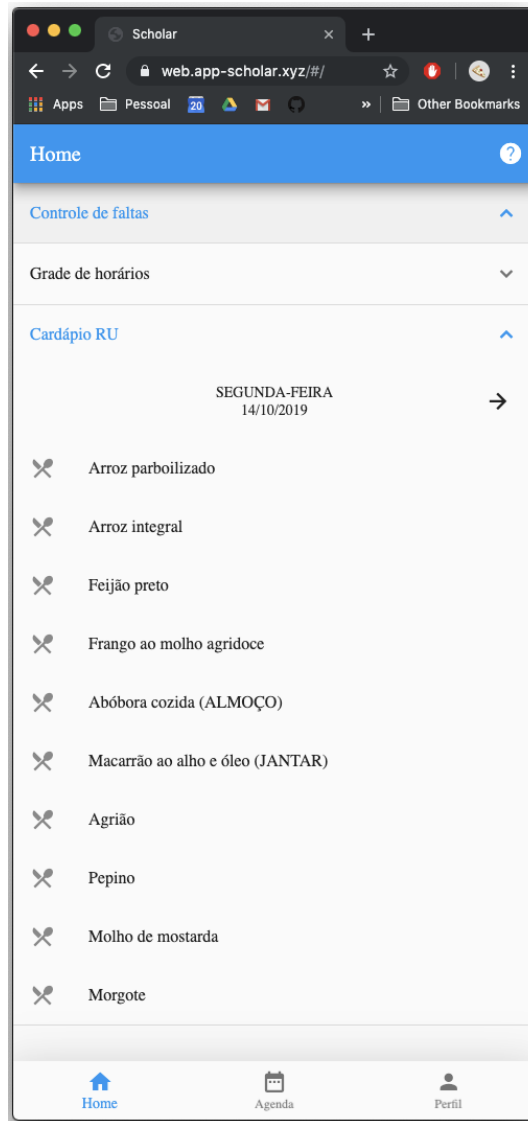 Scholar
web.app-scholar.xyz/#/
Apps Pessoal 20 » Other Bookmarks
Home ?
Controle de faltas
Grade de horários
Cardápio RU
SEGUNDA-FEIRA
14/10/2019
Arroz parboilizado
Arroz integral
Feijão preto
Frango ao molho agridoce
Abóbora cozida (ALMOÇO)
Macarrão ao alho e óleo (JANTAR)
Agrião
Pepino
Molho de mostarda
Morgote
Home Agenda Perfil